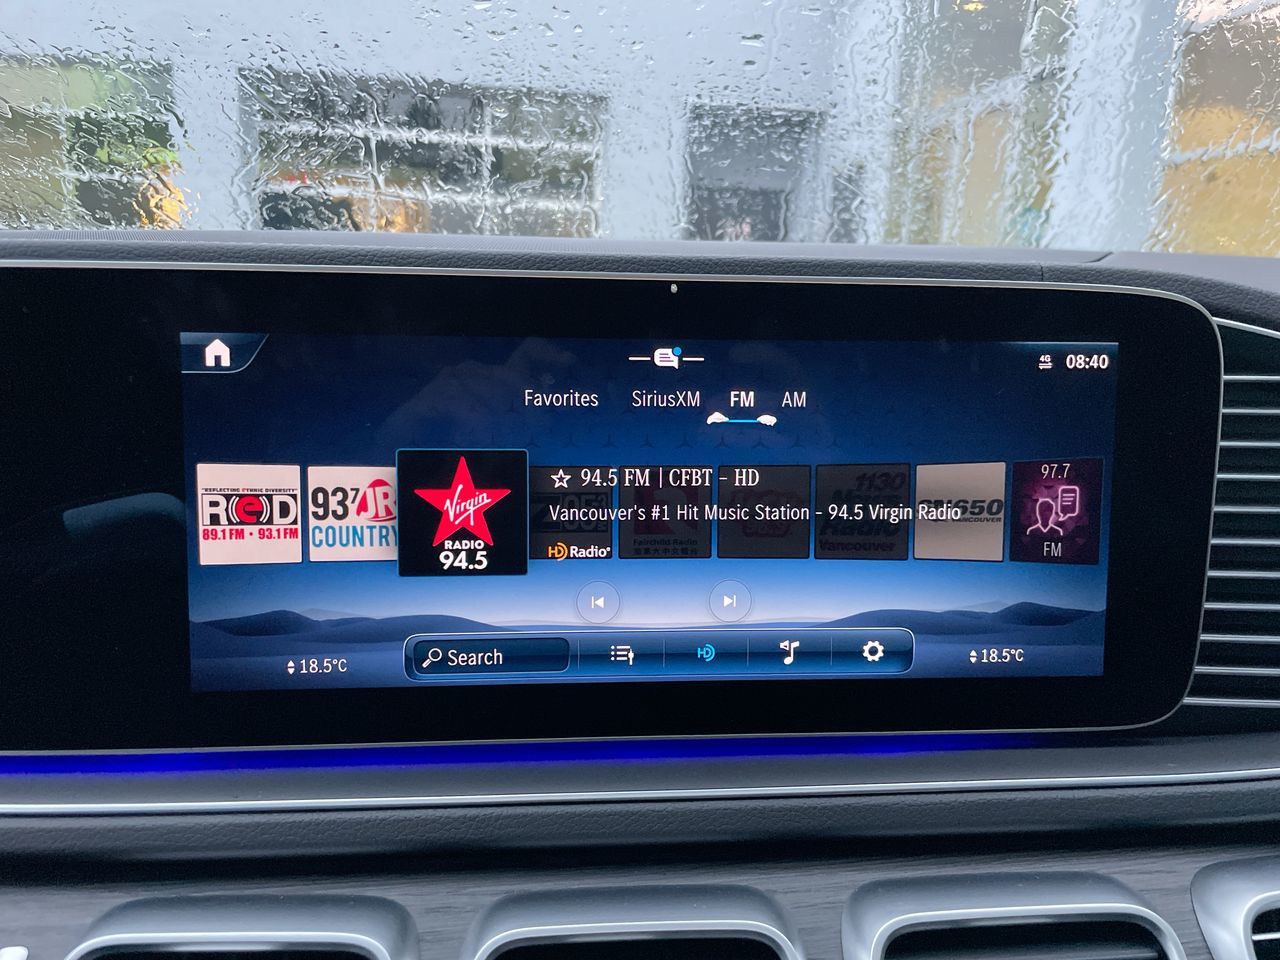 4G 08:40
Favorites SiriusXM FM AM
"REFLECTING ETHNIC DIVERSITY"
RED
89.1 FM • 93.1 FM
93.7 JR
COUNTRY
Virgin
RADIO
94.5
☆ 94.5 FM | CFBT - HD
Vancouver's #1 Hit Music Station - 94.5 Virgin Radio
HD Radio
Fairchild Radio
1130
Vancouver
650
VANCOUVER
97.7
FM
18.5°C
Search
HD
18.5°C